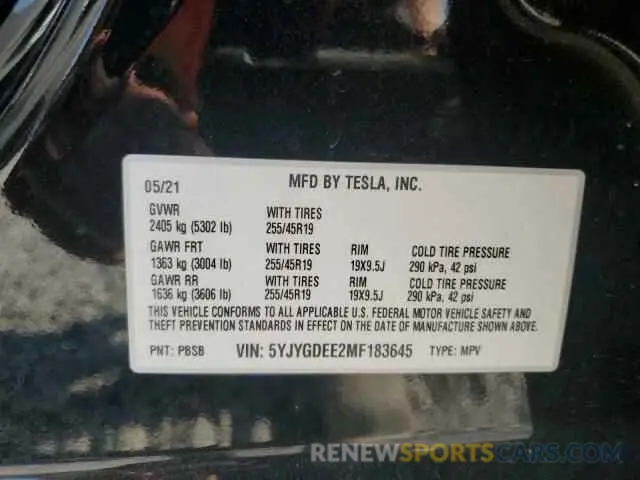 05/21 MFD BY TESLA, INC.
GVWR WITH TIRES
2405 kg (5302 lb) 255/45R19
GAWR FRT WITH TIRES RIM COLD TIRE PRESSURE
1363 kg (3004 lb) 255/45R19 19X9.5J 290 kPa, 42 psi
GAWR RR WITH TIRES RIM COLD TIRE PRESSURE
1636 kg (3606 lb) 255/45R19 19X9.5J 290 kPa, 42 psi
THIS VEHICLE CONFORMS TO ALL APPLICABLE U.S. FEDERAL MOTOR VEHICLE SAFETY AND
THEFT PREVENTION STANDARDS IN EFFECT ON THE DATE OF MANUFACTURE SHOWN ABOVE.
PNT: PBSB VIN: 5YJYGDEE2MF183645 TYPE: MPV
RENEWSPORTSCARS.COM